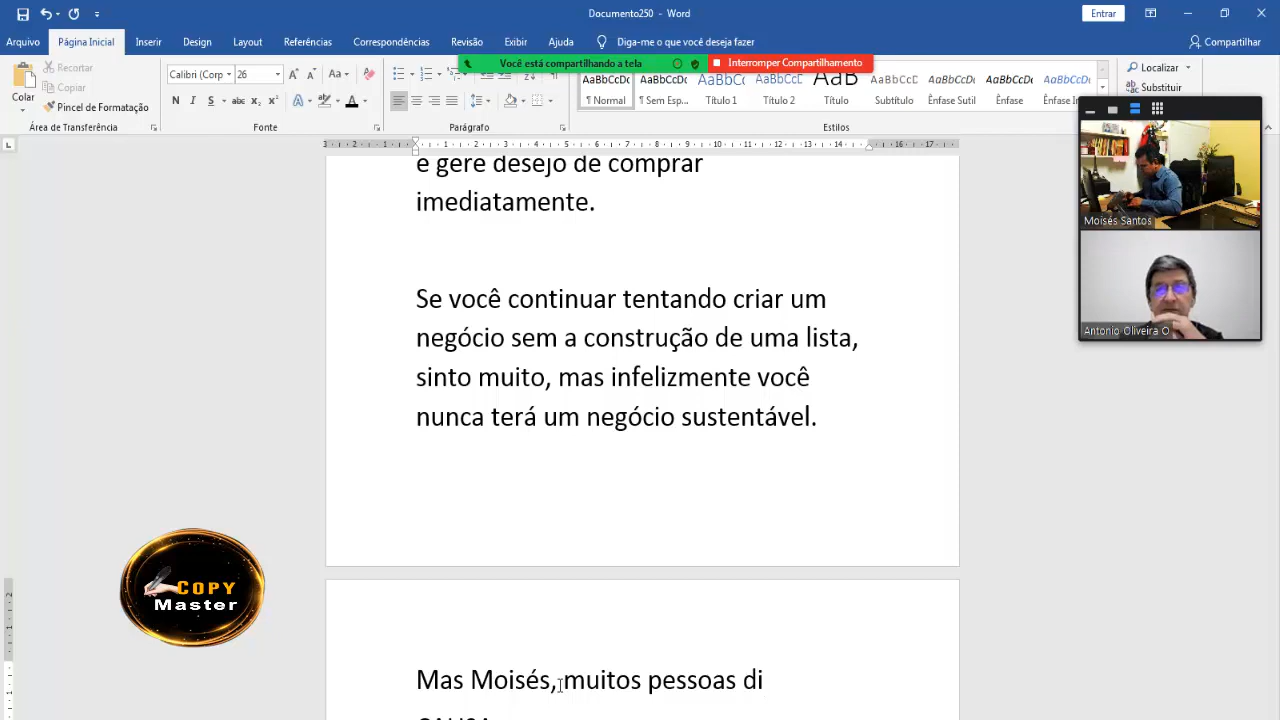 Documento250 - Word
Entrar
Arquivo Página Inicial Inserir Design Layout Referências Correspondências Revisão Exibir Ajuda Diga-me o que você deseja fazer
Compartilhar
Você está compartilhando a tela
Interromper Compartilhamento
Colar
Recortar
Copiar
Pincel de Formatação
Área de Transferência
Calibri (Corp 26
Fonte
Parágrafo
AaBbCcDc AaBbCcDc AaBbC AaBbCcC AaB AaBbCcD AaBbCcDc AaBbCcDc AaBbCcDc
¶ Normal ¶ Sem Esp... Título 1 Título 2 Título Subtítulo Ênfase Sutil Ênfase Ênfase In
Estilos
Localizar
Substituir
e gere desejo de comprar
imediatamente.
Se você continuar tentando criar um
negócio sem a construção de uma lista,
sinto muito, mas infelizmente você
nunca terá um negócio sustentável.
Mas Moisés, muitos pessoas di
COPY
Master
Moisés Santos
Antonio Oliveira O